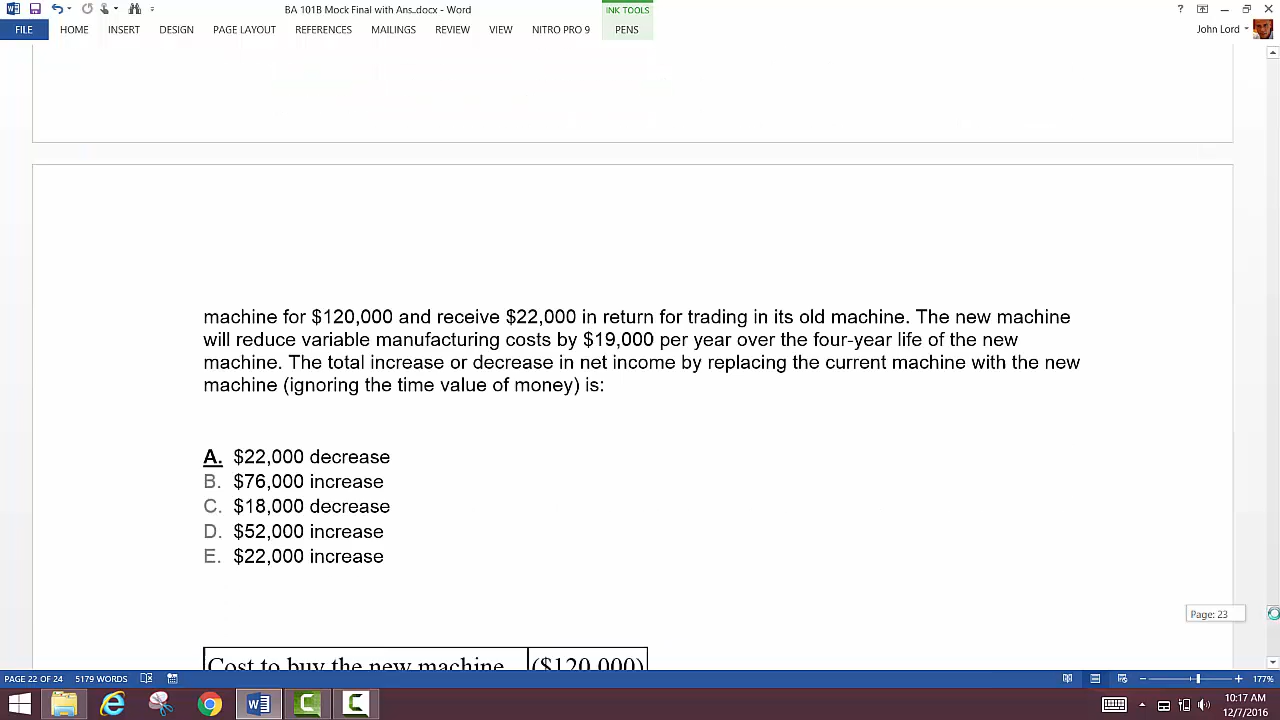 BA 101B Mock Final with Ans..docx - Word
INK TOOLS
?
FILE
HOME
INSERT
DESIGN
PAGE LAYOUT
REFERENCES
MAILINGS
REVIEW
VIEW
NITRO PRO 9
PENS
John Lord
machine for $120,000 and receive $22,000 in return for trading in its old machine. The new machine
will reduce variable manufacturing costs by $19,000 per year over the four-year life of the new
machine. The total increase or decrease in net income by replacing the current machine with the new
machine (ignoring the time value of money) is:
A. $22,000 decrease
B. $76,000 increase
C. $18,000 decrease
D. $52,000 increase
E. $22,000 increase
Page: 23
Cost to buy the new machine ($120,000)
PAGE 22 OF 24
5179 WORDS
177%
10:17 AM
12/7/2016